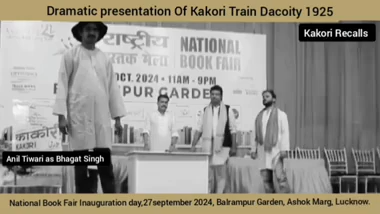 Dramatic presentation Of Kakori Train Dacoity 1925
Kakori Recalls
राष्ट्रीय
NATIONAL
BOOK FAIR
OCT. 2024 • 11AM - 9PM
PUR GARDEN
काकोरी
Anil Tiwari as Bhagat Singh
National Book Fair Inauguration day,27september 2024, Balrampur Garden, Ashok Marg, Lucknow.